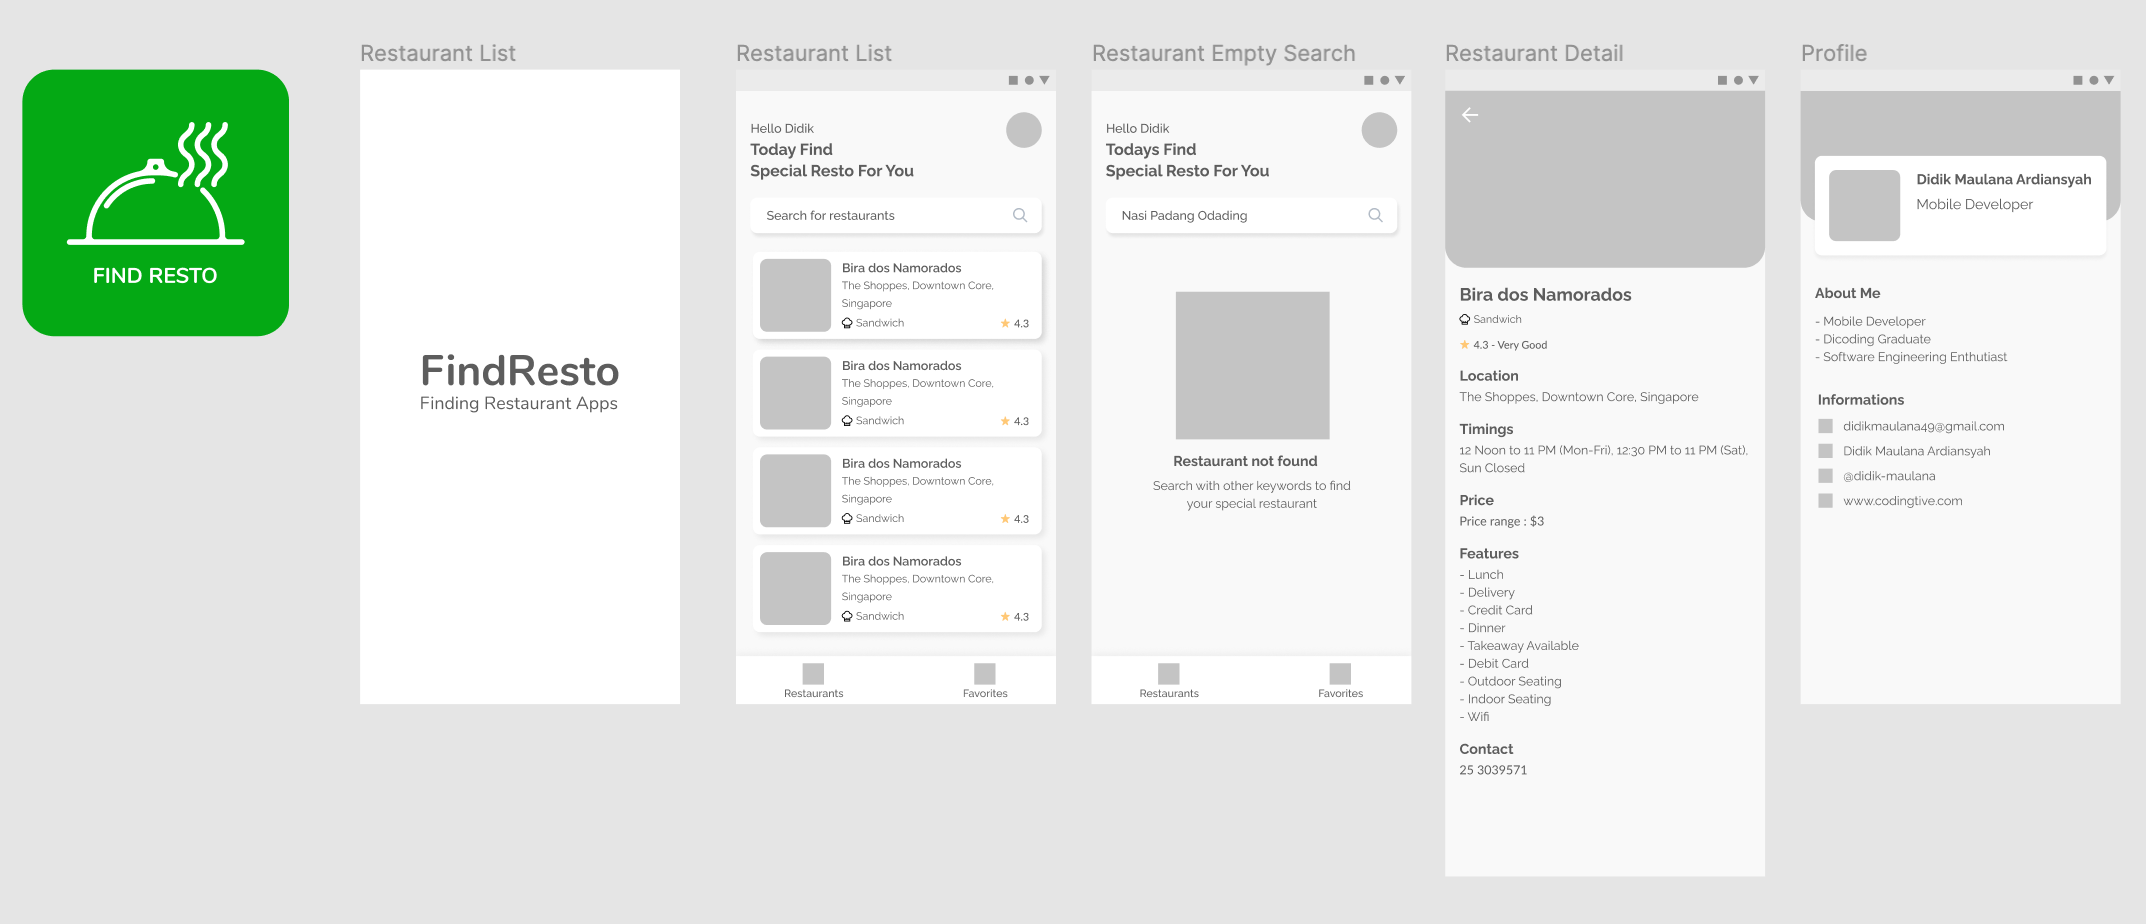 FIND RESTO
Restaurant List
FindResto
Finding Restaurant Apps
Restaurant List
Hello Didik
Today Find
Special Resto For You
Search for restaurants
Bira dos Namorados
The Shoppes, Downtown Core,
Singapore
Sandwich
4.3
Bira dos Namorados
The Shoppes, Downtown Core,
Singapore
Sandwich
4.3
Bira dos Namorados
The Shoppes, Downtown Core,
Singapore
Sandwich
4.3
Bira dos Namorados
The Shoppes, Downtown Core,
Singapore
Sandwich
4.3
Restaurants
Favorites
Restaurant Empty Search
Hello Didik
Todays Find
Special Resto For You
Nasi Padang Odading
Restaurant not found
Search with other keywords to find
your special restaurant
Restaurants
Favorites
Restaurant Detail
Bira dos Namorados
Sandwich
4.3 - Very Good
Location
The Shoppes, Downtown Core, Singapore
Timings
12 Noon to 11 PM (Mon-Fri), 12:30 PM to 11 PM (Sat),
Sun Closed
Price
Price range : $3
Features
- Lunch
- Delivery
- Credit Card
- Dinner
- Takeaway Available
- Debit Card
- Outdoor Seating
- Indoor Seating
- Wifi
Contact
25 3039571
Profile
Didik Maulana Ardiansyah
Mobile Developer
About Me
- Mobile Developer
- Dicoding Graduate
- Software Engineering Enthutiast
Informations
didikmaulana49@gmail.com
Didik Maulana Ardiansyah
@didik-maulana
www.codingtive.com